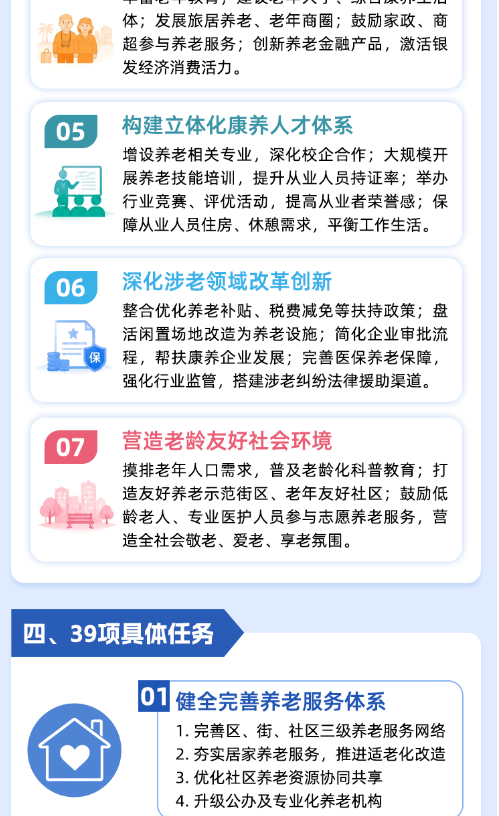 体；发展旅居养老、老年商圈；鼓励家政、商
超参与养老服务；创新养老金融产品，激活银
发经济消费活力。
05
构建立体化康养人才体系
增设养老相关专业，深化校企合作；大规模开
展养老技能培训，提升从业人员持证率；举办
行业竞赛、评优活动，提高从业者荣誉感；保
障从业人员住房、休憩需求，平衡工作生活。
06
深化涉老领域改革创新
整合优化养老补贴、税费减免等扶持政策；盘
活闲置场地改造为养老设施；简化企业审批流
程，帮扶康养企业发展；完善医保养老保障，
强化行业监管，搭建涉老纠纷法律援助渠道。
保
07
营造老龄友好社会环境
摸排老年人口需求，普及老龄化科普教育；打
造友好养老示范街区、老年友好社区；鼓励低
龄老人、专业医护人员参与志愿养老服务，营
造全社会敬老、爱老、享老氛围。
四、39项具体任务
01
健全完善养老服务体系
1. 完善区、街、社区三级养老服务网络
2. 夯实居家养老服务，推进适老化改造
3. 优化社区养老资源协同共享
4. 升级公办及专业化养老机构